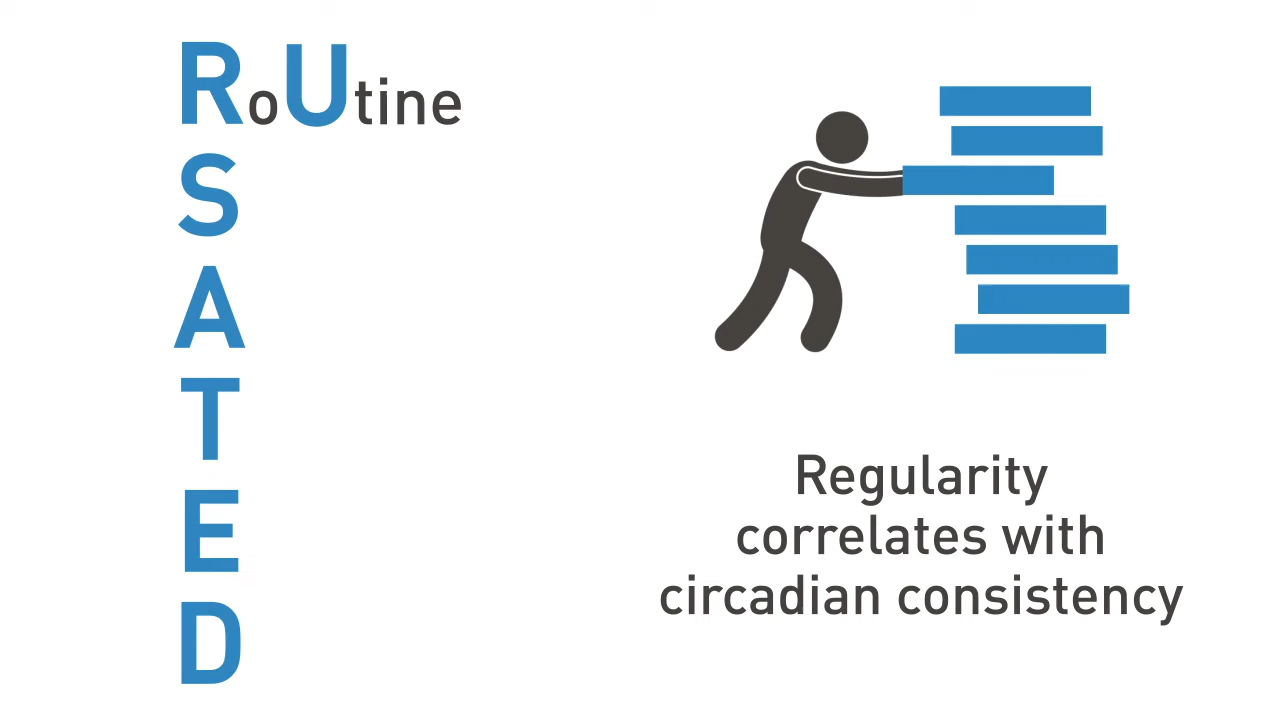 RoUtine
S
A
T
E
D
Regularity
correlates with
circadian consistency